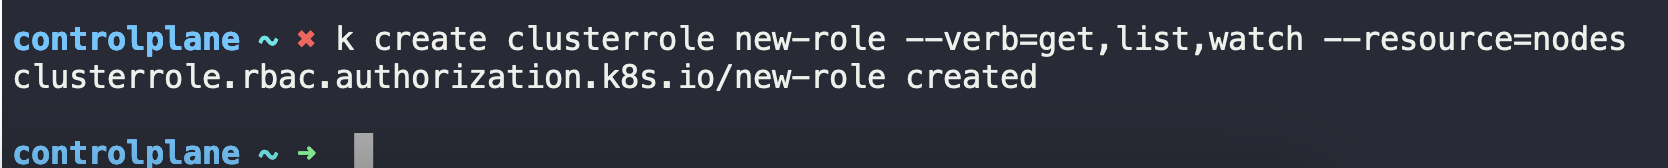 controlplane ~ ✖ k create clusterrole new-role --verb=get,list,watch --resource=nodes
clusterrole.rbac.authorization.k8s.io/new-role created
controlplane ~ ➜